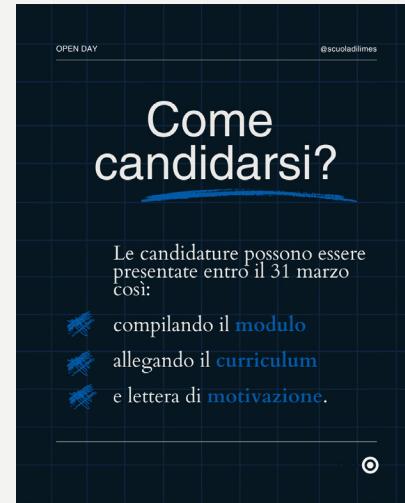 OPEN DAY
@scuoladilimes
Come
candidarsi?
Le candidature possono essere
presentate entro il 31 marzo
così:
compilando il modulo
allegando il curriculum
e lettera di motivazione.